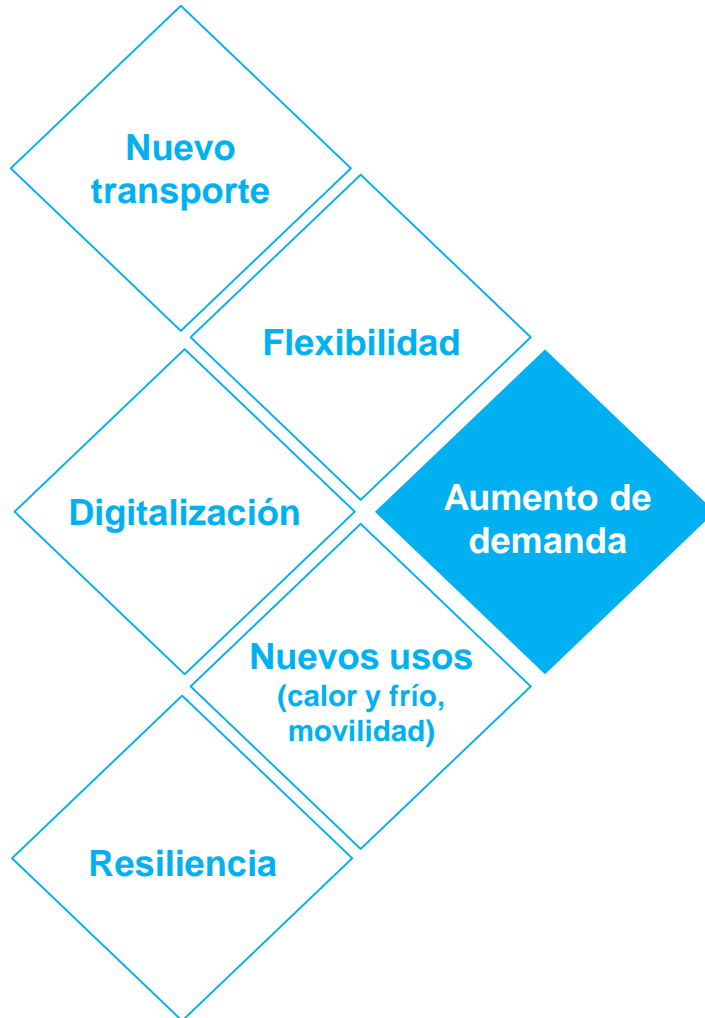 Nuevo
transporte
Flexibilidad
Digitalización
Aumento de
demanda
Nuevos usos
(calor y frío,
movilidad)
Resiliencia